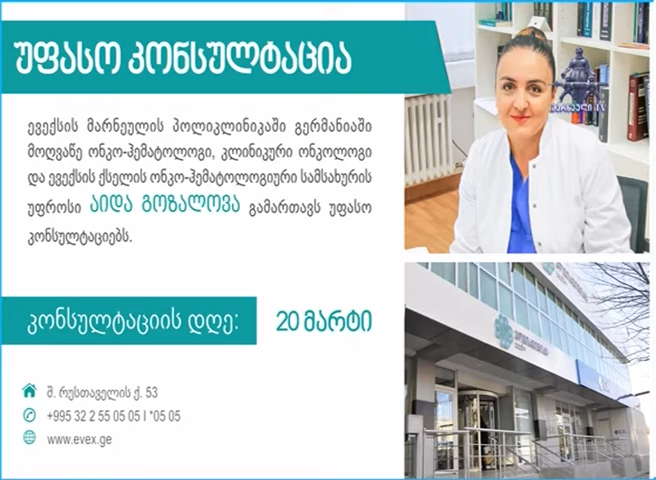 უფასო კონსულტაცია
ევექსის მარნეულის პოლიკლინიკაში გერმანიაში
მოღვაწე ონკო-ჰემატოლოგი, კლინიკური ონკოლოგი
და ევექსის ქსელის ონკო-ჰემატოლოგიური სამსახურის
უფროსი აიდა გოზალოვა გამართავს უფასო
კონსულტაციებს.
კონსულტაციის დღე: 20 მარტი
შ. რუსთაველის ქ. 53
+995 32 2 55 05 05 I *05 05
www.evex.ge
მარნეული TV